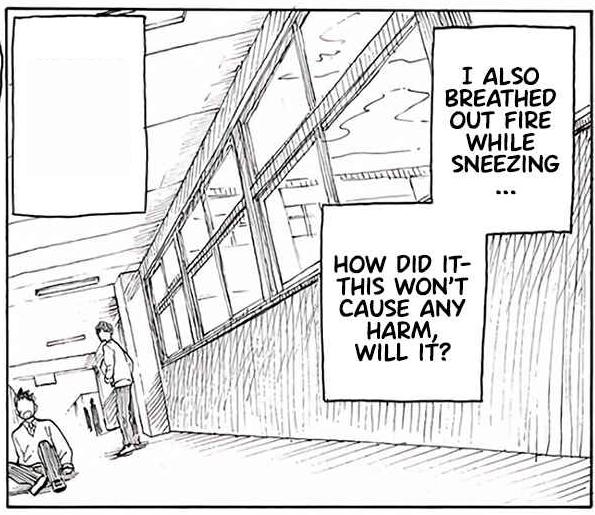 I ALSO
BREATHED
OUT FIRE
WHILE
SNEEZING
...
HOW DID IT-
THIS WON'T
CAUSE ANY
HARM,
WILL IT?